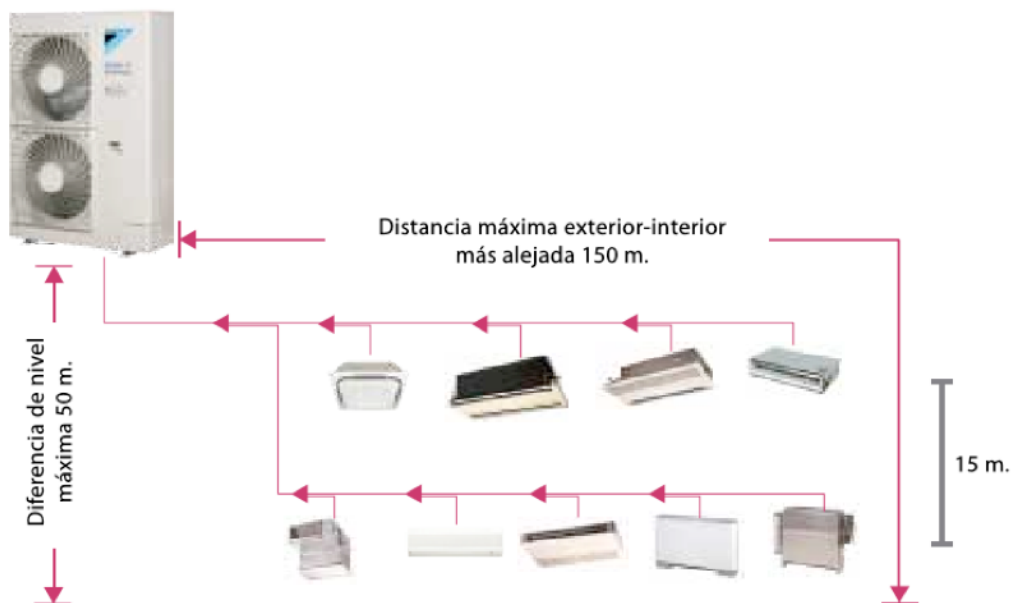 Distancia máxima exterior-interior
más alejada 150 m.
Diferencia de nivel
máxima 50 m.
15 m.